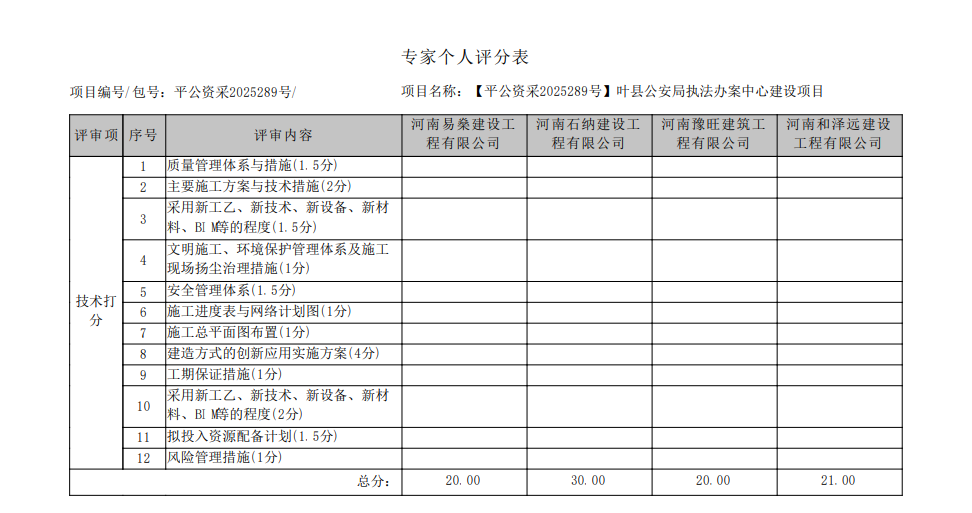 专家个人评分表
项目编号/包号：平公资采2025289号/ 项目名称：【平公资采2025289号】叶县公安局执法办案中心建设项目
评审项 序号 评审内容 河南易燊建设工程有限公司 河南石纳建设工程有限公司 河南豫旺建筑工程有限公司 河南和泽远建设工程有限公司
技术打分
1 质量管理体系与措施(1.5分)
2 主要施工方案与技术措施(2分)
3 采用新工乙、新技术、新设备、新材
料、BIM等的程度(1.5分)
4 文明施工、环境保护管理体系及施工
现场扬尘治理措施(1分)
5 安全管理体系(1.5分)
6 施工进度表与网络计划图(1分)
7 施工总平面图布置(1分)
8 建造方式的创新应用实施方案(4分)
9 工期保证措施(1分)
10 采用新工乙、新技术、新设备、新材
料、BIM等的程度(2分)
11 拟投入资源配备计划(1.5分)
12 风险管理措施(1分)
总分： 20.00 30.00 20.00 21.00